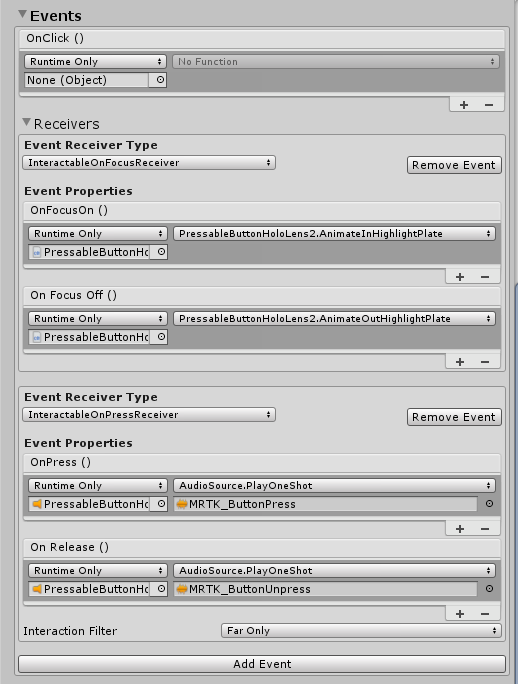 Events
OnClick ()
Runtime Only No Function
None (Object)
+ −
Receivers
Event Receiver Type
InteractableOnFocusReceiver Remove Event
Event Properties
OnFocusOn ()
Runtime Only PressableButtonHoloLens2.AnimateInHighlightPlate
PressableButtonHo
+ −
On Focus Off ()
Runtime Only PressableButtonHoloLens2.AnimateOutHighlightPlate
PressableButtonHo
+ −
Event Receiver Type
InteractableOnPressReceiver Remove Event
Event Properties
OnPress ()
Runtime Only AudioSource.PlayOneShot
PressableButtonHo MRTK_ButtonPress
+ −
On Release ()
Runtime Only AudioSource.PlayOneShot
PressableButtonHo MRTK_ButtonUnpress
+ −
Interaction Filter Far Only
Add Event